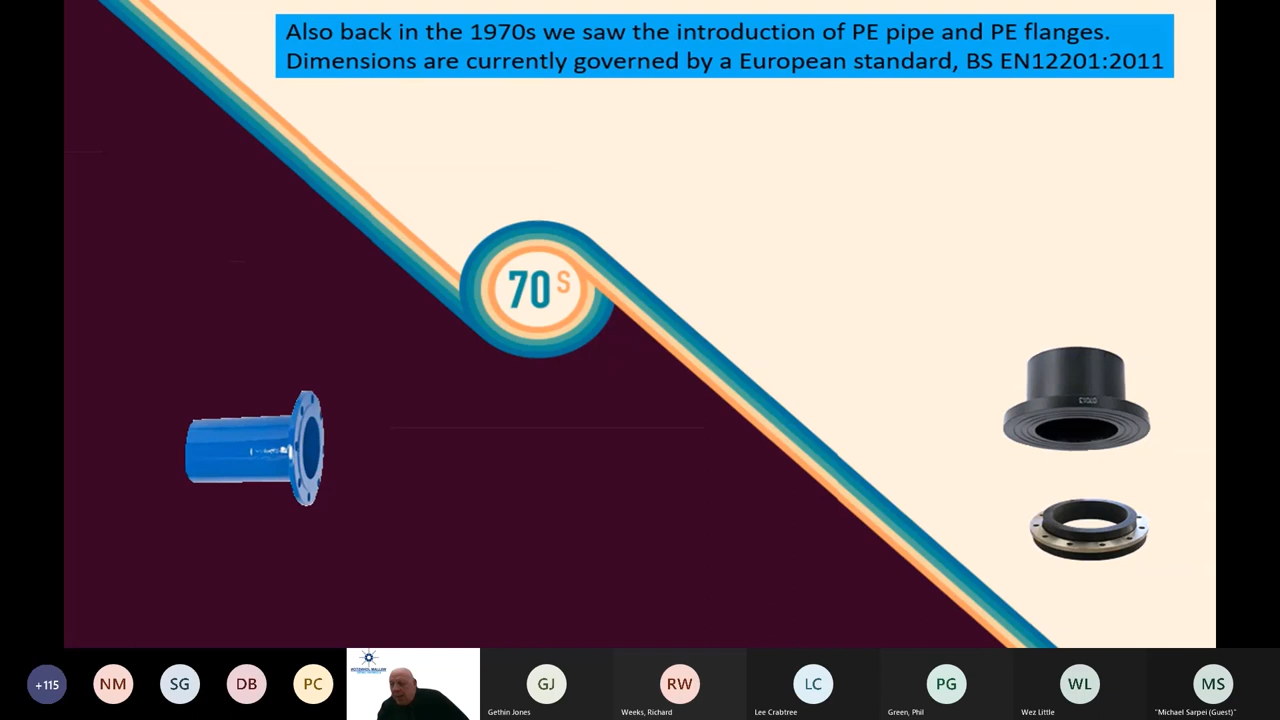 Also back in the 1970s we saw the introduction of PE pipe and PE flanges.
Dimensions are currently governed by a European standard, BS EN12201:2011
70 S
+115
NM
SG
DB
PC
GJ
RW
LC
PG
WL
MS
Gethin Jones
Weeks, Richard
Lee Crabtree
Green, Phil
Wez Little
"Michael Sarpei (Guest)"